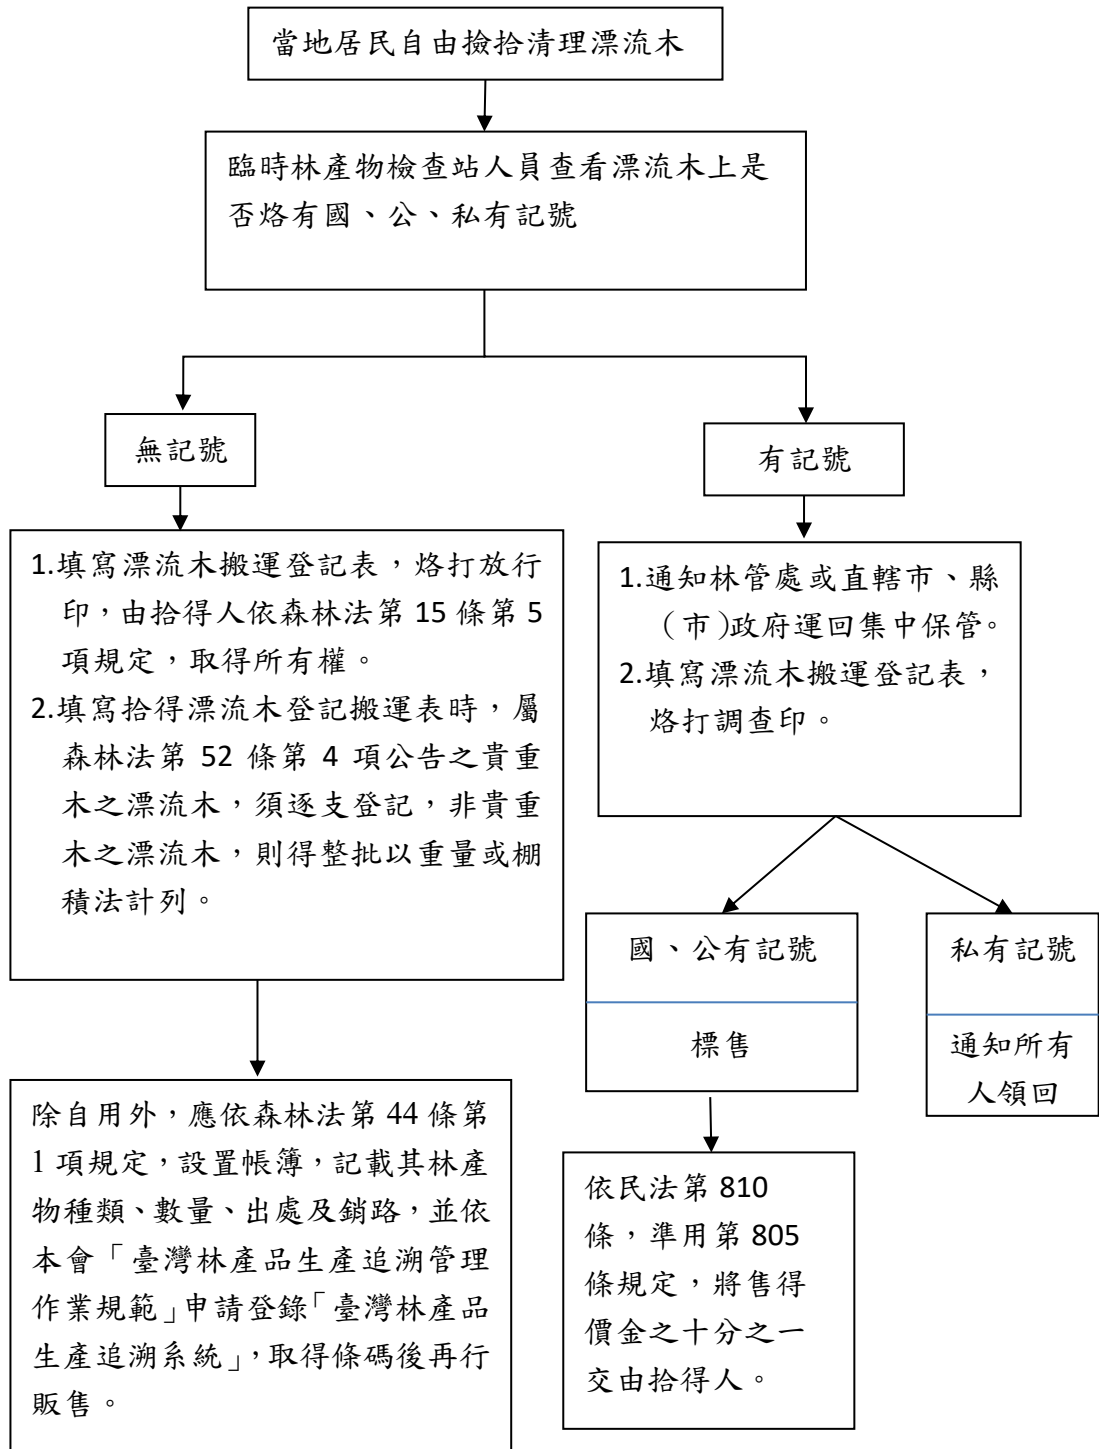 當地居民自由撿拾清理漂流木
臨時林產物檢查站人員查看漂流木上是
否烙有國、公、私有記號
無記號
有記號
1.填寫漂流木搬運登記表，烙打放行
印，由拾得人依森林法第 15 條第 5
項規定，取得所有權。
2.填寫拾得漂流木登記搬運表時，屬
森林法第 52 條第 4 項公告之貴重
木之漂流木，須逐支登記，非貴重
木之漂流木，則得整批以重量或棚
積法計列。
1.通知林管處或直轄市、縣
（市）政府運回集中保管。
2.填寫漂流木搬運登記表，
烙打調查印。
國、公有記號
標售
私有記號
通知所有
人領回
除自用外，應依森林法第 44 條第
1 項規定，設置帳簿，記載其林產
物種類、數量、出處及銷路，並依
本會「臺灣林產品生產追溯管理
作業規範」申請登錄「臺灣林產品
生產追溯系統」，取得條碼後再行
販售。
依民法第 810
條，準用第 805
條規定，將售得
價金之十分之一
交由拾得人。